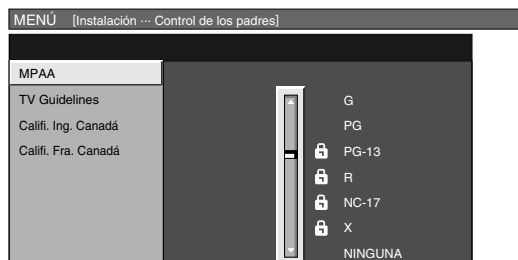 MENÚ [Instalación ··· Control de los padres]
MPAA
TV Guidelines
Califi. Ing. Canadá
Califi. Fra. Canadá
G
PG
PG-13
R
NC-17
X
NINGUNA